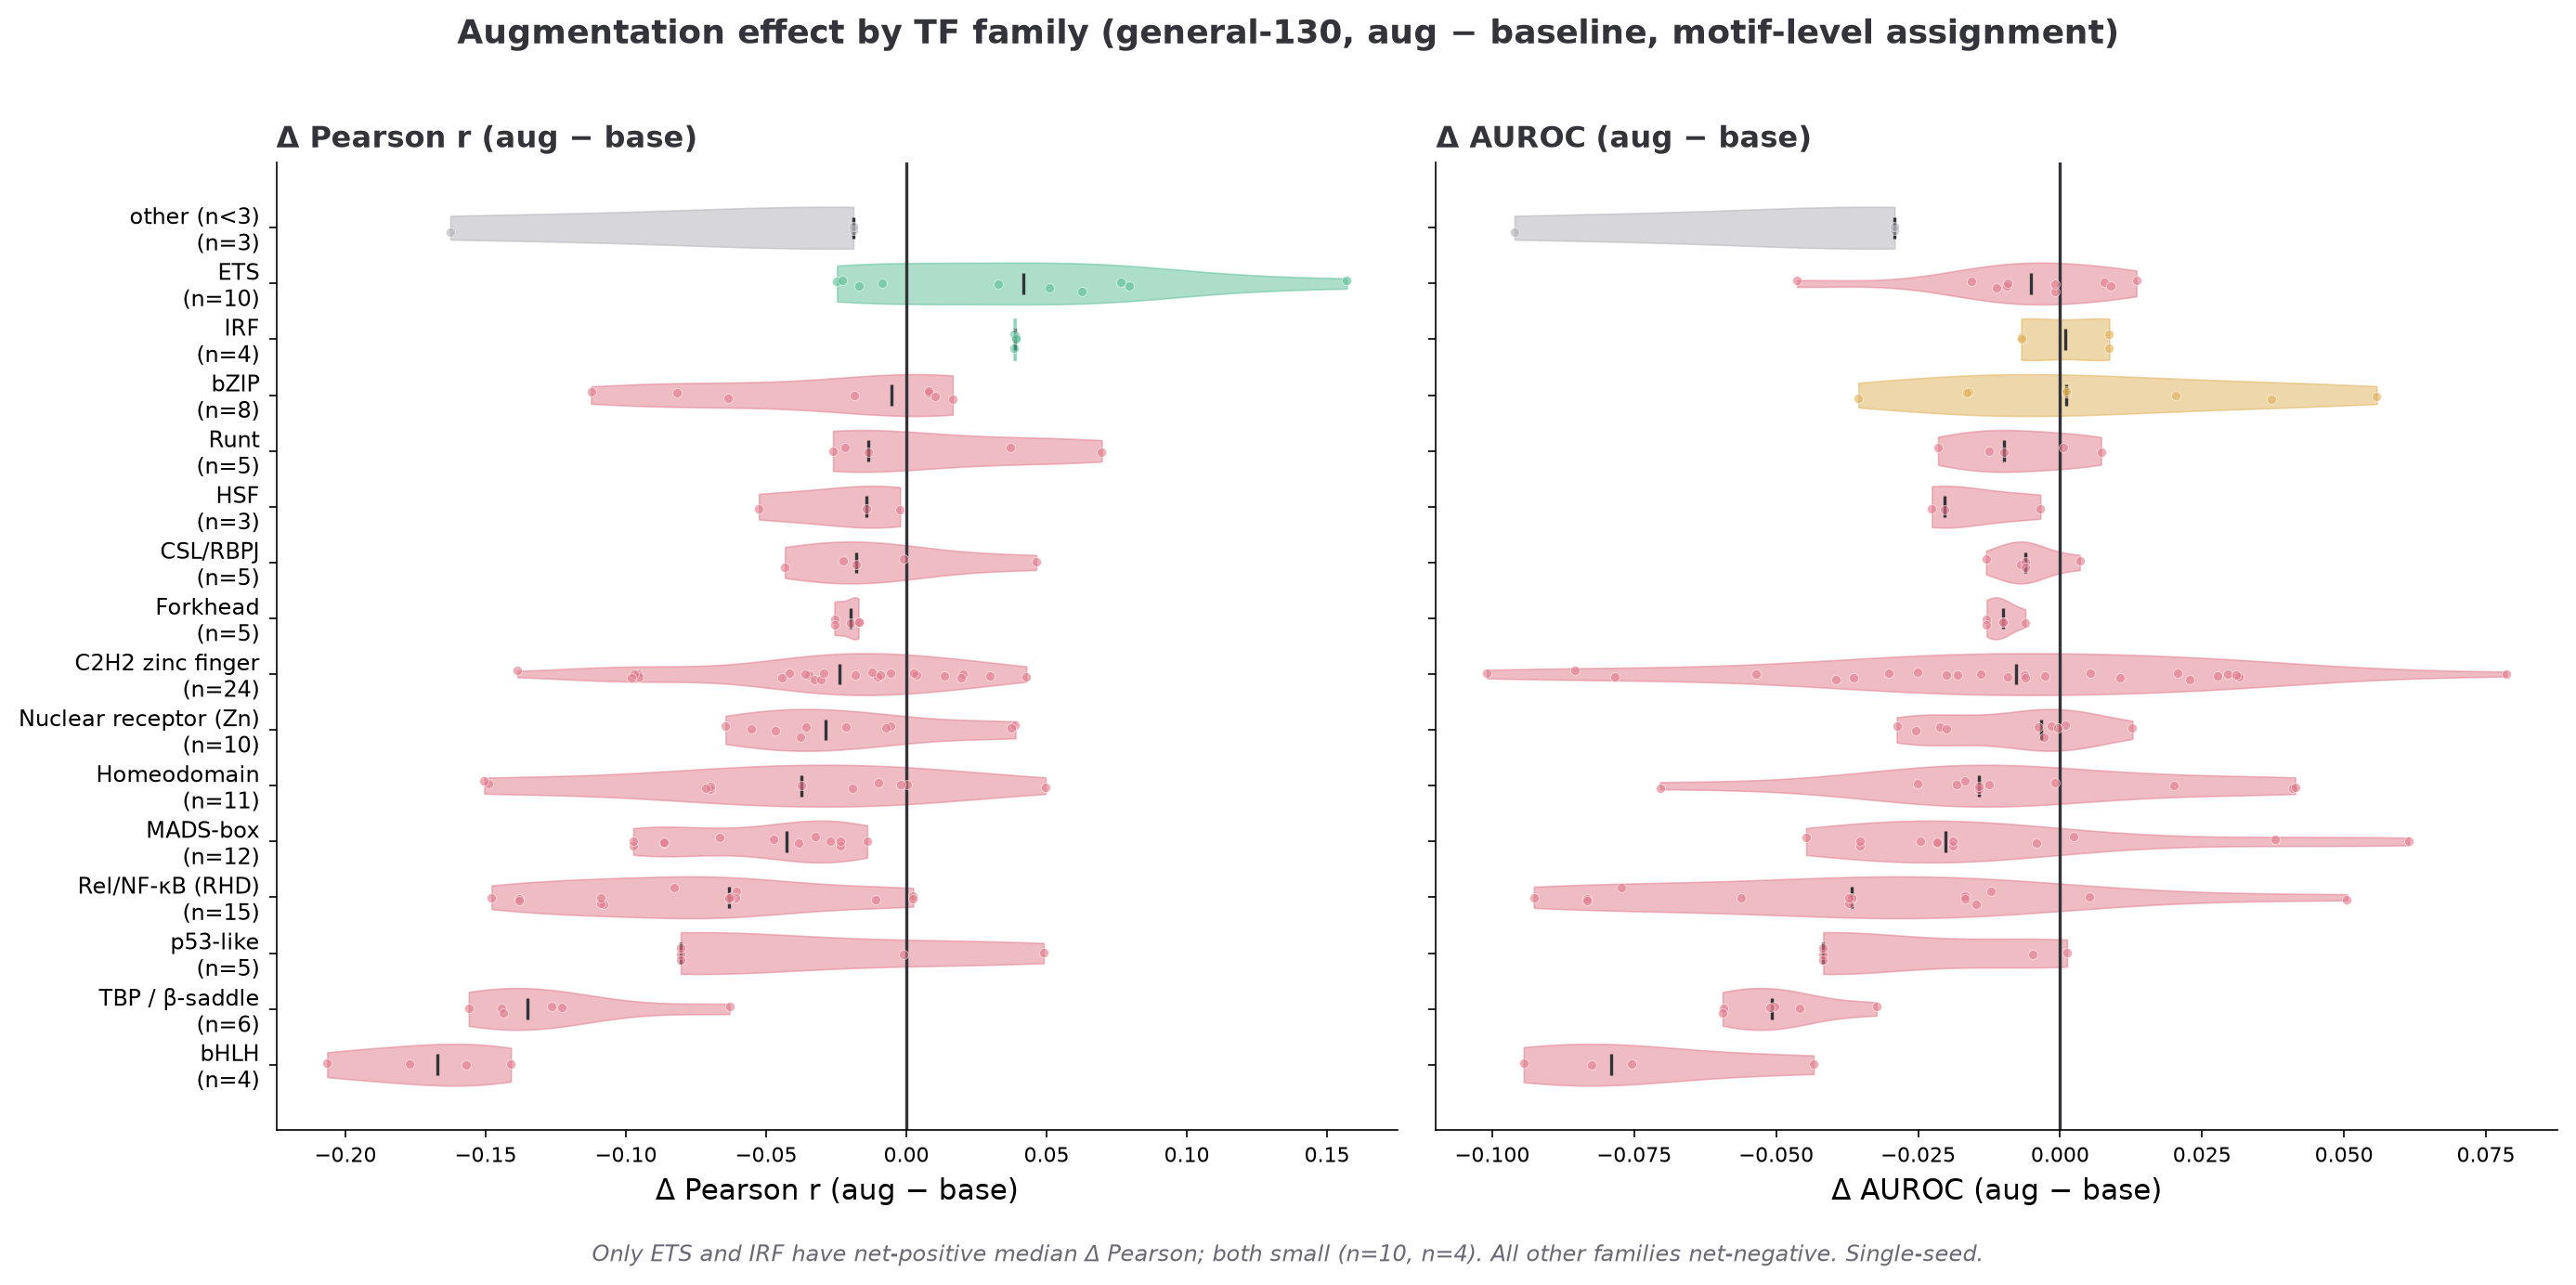 Augmentation effect by TF family (general-130, aug − baseline, motif-level assignment)
Δ Pearson r (aug − base)
Δ AUROC (aug − base)
other (n<3)
(n=3)
ETS
(n=10)
IRF
(n=4)
bZIP
(n=8)
Runt
(n=5)
HSF
(n=3)
CSL/RBPJ
(n=5)
Forkhead
(n=5)
C2H2 zinc finger
(n=24)
Nuclear receptor (Zn)
(n=10)
Homeodomain
(n=11)
MADS-box
(n=12)
Rel/NF-κB (RHD)
(n=15)
p53-like
(n=5)
TBP / β-saddle
(n=6)
bHLH
(n=4)
−0.20 −0.15 −0.10 −0.05 0.00 0.05 0.10 0.15
−0.100 −0.075 −0.050 −0.025 0.000 0.025 0.050 0.075
Δ Pearson r (aug − base)
Δ AUROC (aug − base)
Only ETS and IRF have net-positive median Δ Pearson; both small (n=10, n=4). All other families net-negative. Single-seed.